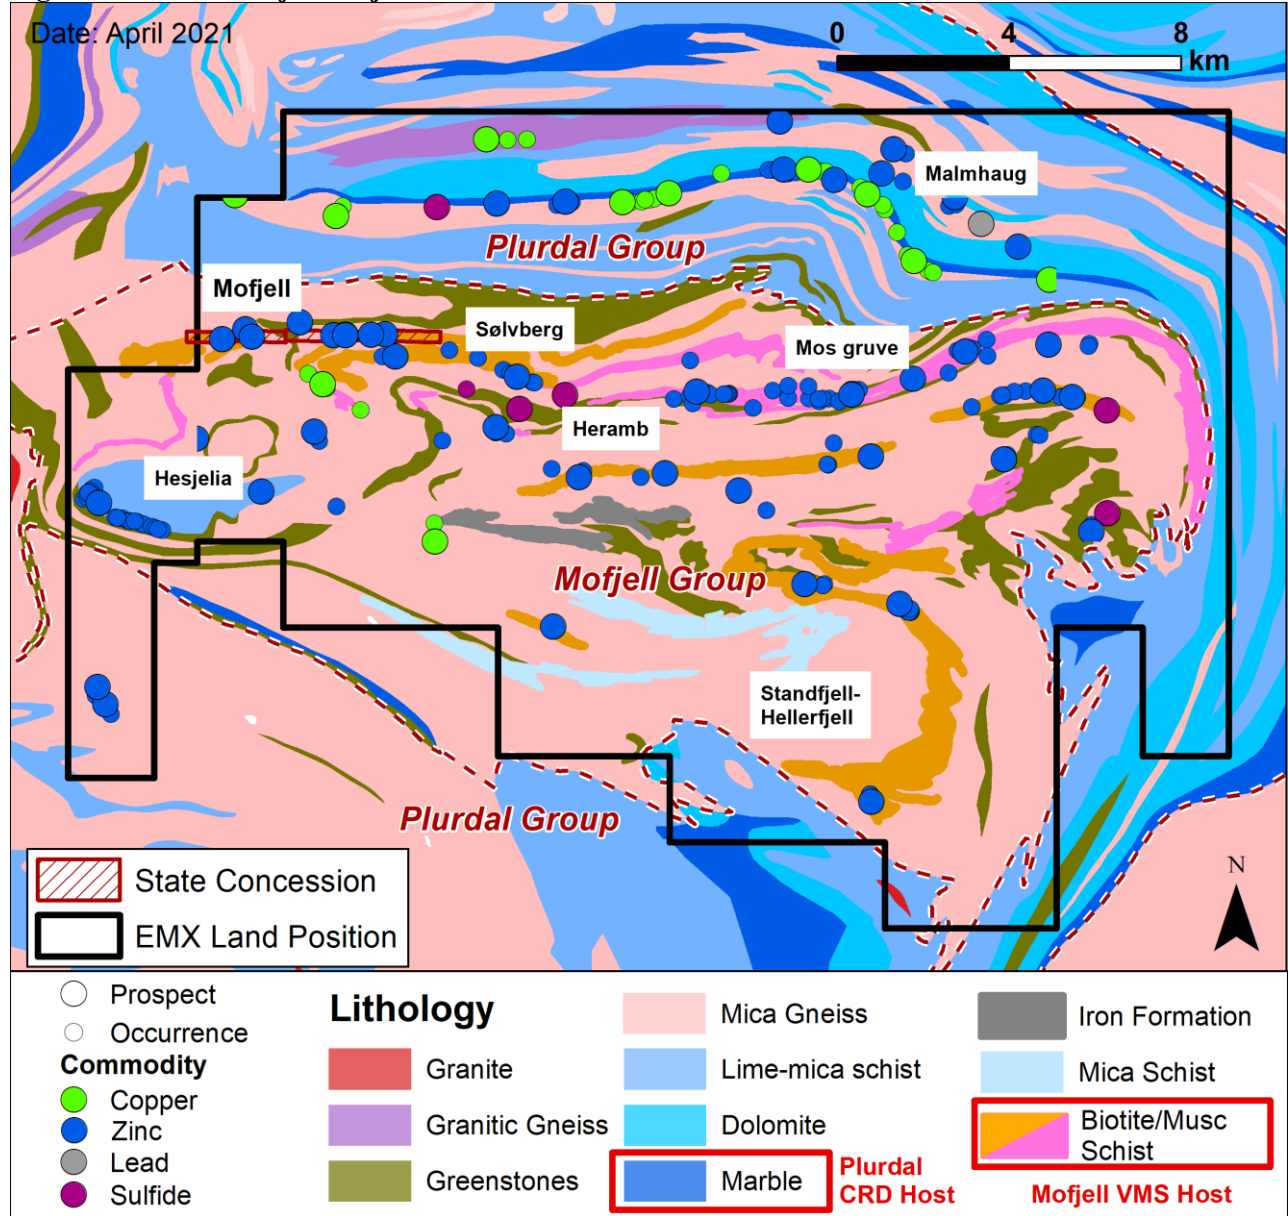 Date: April 2021
0 4 8
km
Malmhaug
Plurdal Group
Mofjell
Sølvberg
Mos gruve
Heramb
Hesjelia
Mofjell Group
Standfjell-
Hellerfjell
Plurdal Group
N
State Concession
EMX Land Position
Prospect
Occurrence
Commodity
Copper
Zinc
Lead
Sulfide
Lithology
Granite
Granitic Gneiss
Greenstones
Mica Gneiss
Lime-mica schist
Dolomite
Marble
Plurdal
CRD Host
Iron Formation
Mica Schist
Biotite/Musc
Schist
Mofjell VMS Host